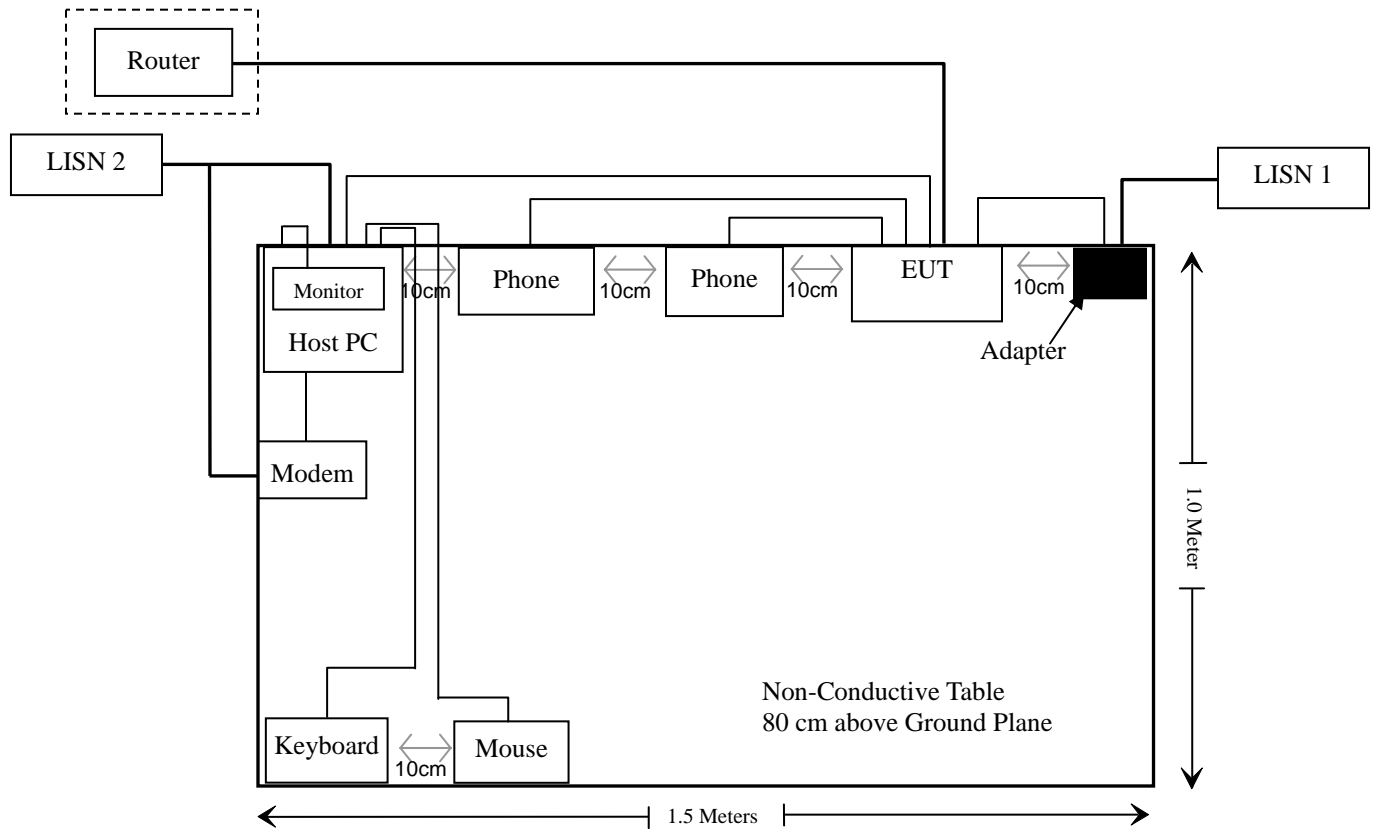 Router
LISN 2
LISN 1
Monitor
Host PC
10cm
Phone
10cm
Phone
10cm
EUT
10cm
Adapter
Modem
1.0 Meter
Non-Conductive Table
80 cm above Ground Plane
Keyboard
10cm
Mouse
1.5 Meters